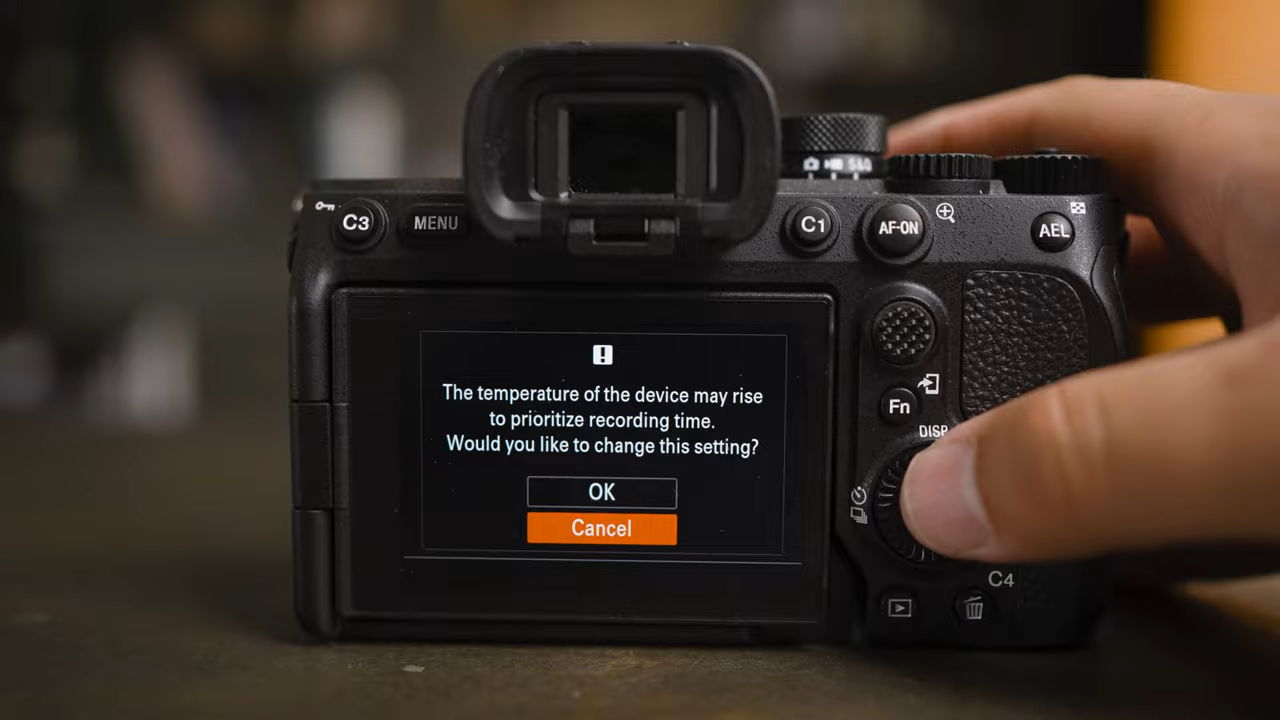 S&Q
C3
MENU
C1
AF-ON
AEL
!
The temperature of the device may rise
to prioritize recording time.
Would you like to change this setting?
OK
Cancel
Fn
DISP
C4